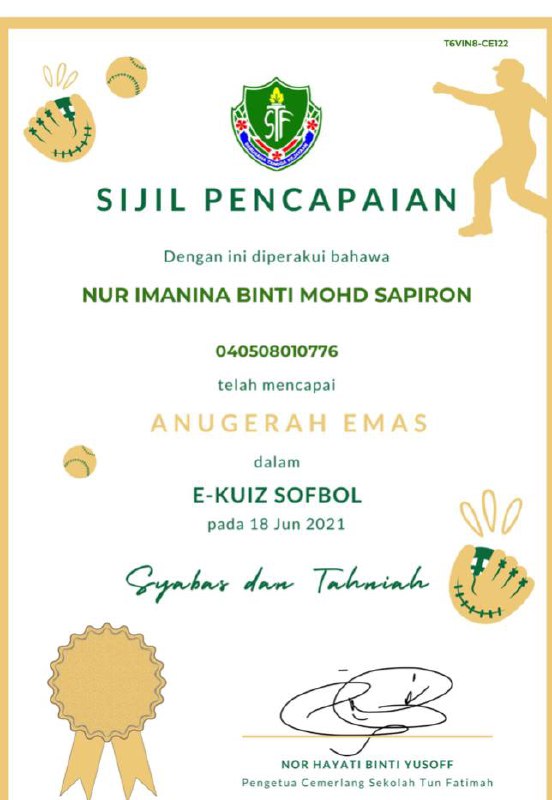 T6VIN8-CE122
STF
SIJIL PENCAPAIAN
Dengan ini diperakui bahawa
NUR IMANINA BINTI MOHD SAPIRON
040508010776
telah mencapai
ANUGERAH EMAS
dalam
E-KUIZ SOFBOL
pada 18 Jun 2021
Syabas dan Tahniah
NOR HAYATI BINTI YUSOFF
Pengetua Cemerlang Sekolah Tun Fatimah